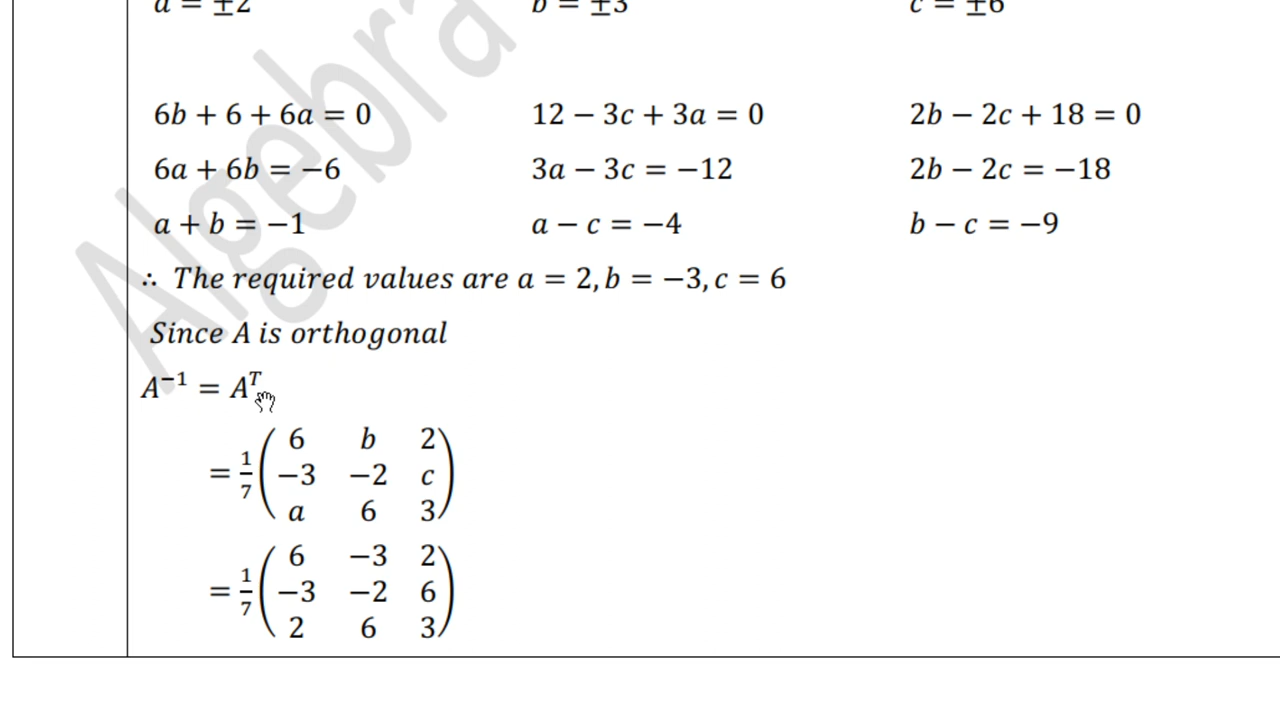 a = ±2 b = ±3 c = ±6
6b + 6 + 6a = 0 12 − 3c + 3a = 0 2b − 2c + 18 = 0
6a + 6b = −6 3a − 3c = −12 2b − 2c = −18
a + b = −1 a − c = −4 b − c = −9
∴ The required values are a = 2, b = −3, c = 6
Since A is orthogonal
A⁻¹ = Aᵀ
= 1/7 ( 6 b 2
−3 −2 c
a 6 3 )
= 1/7 ( 6 −3 2
−3 −2 6
2 6 3 )
Algebra